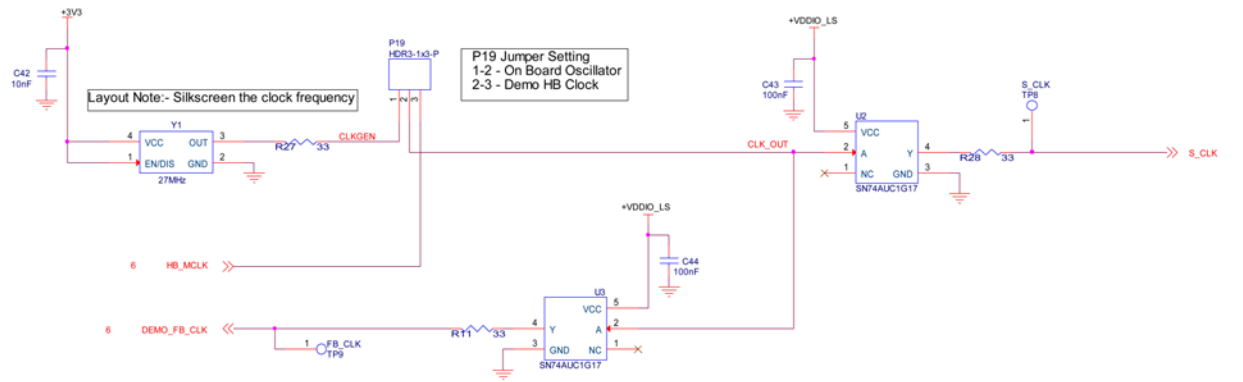 +3V3
C42
10nF
Layout Note:- Silkscreen the clock frequency
Y1
4 VCC OUT 3
1 EN/DIS GND 2
27MHz
R27 33
CLKGEN
P19
HDR3-1x3-P
1 2 3
P19 Jumper Setting
1-2 - On Board Oscillator
2-3 - Demo HB Clock
+VDDIO_LS
C43
100nF
U2
5 VCC
CLK_OUT
2 A Y 4
1 NC GND 3
SN74AUC1G17
R28 33
S_CLK
TP8
1
S_CLK
6 HB_MCLK
+VDDIO_LS
C44
100nF
U3
VCC 5
4 Y A 2
3 GND NC 1
SN74AUC1G17
6 DEMO_FB_CLK
R11 33
1 FB_CLK
TP9